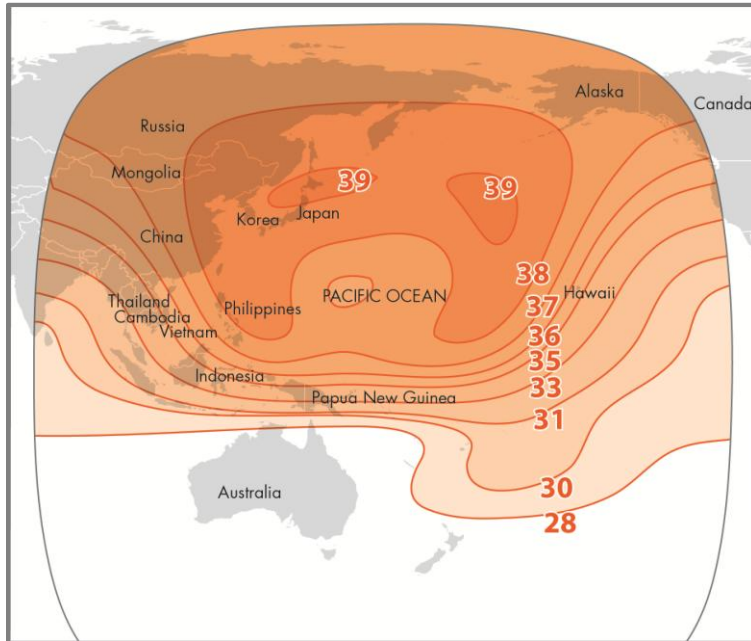 Alaska
Canada
Russia
Mongolia
39
39
Korea
Japan
China
38
Thailand
Cambodia
Vietnam
Philippines
PACIFIC OCEAN
Hawaii
37
36
35
Indonesia
33
Papua New Guinea
31
Australia
30
28